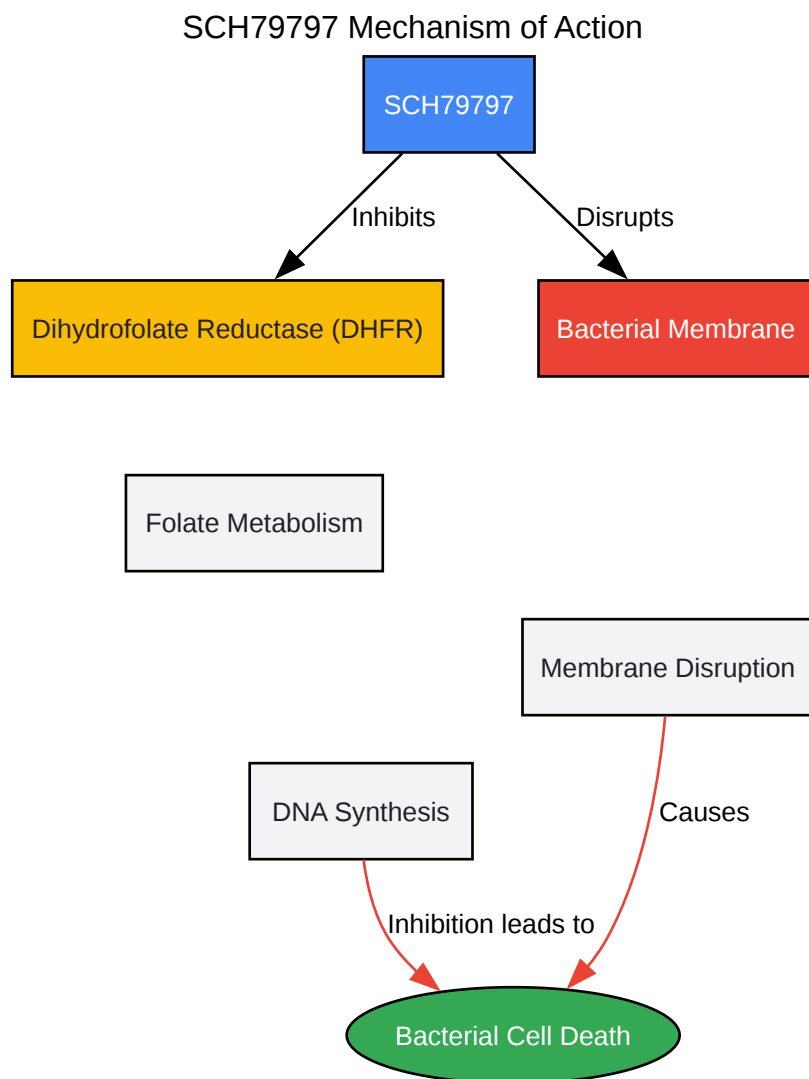 SCH79797 Mechanism of Action
SCH79797
Inhibits
Disrupts
Dihydrofolate Reductase (DHFR)
Bacterial Membrane
Folate Metabolism
Membrane Disruption
DNA Synthesis
Causes
Inhibition leads to
Bacterial Cell Death